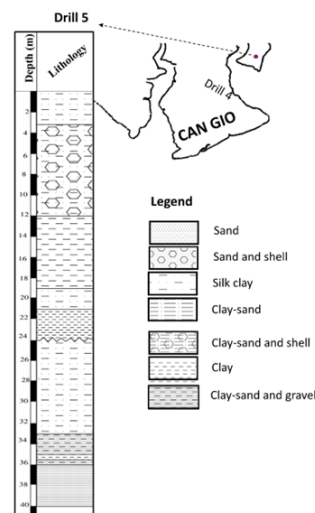 Drill 5
Depth (m)
Lithology
2
4
6
8
10
12
14
16
18
20
22
24
26
28
30
32
34
36
38
40
Drill 4
CAN GIO
Legend
Sand
Sand and shell
Silk clay
Clay-sand
Clay-sand and shell
Clay
Clay-sand and gravel